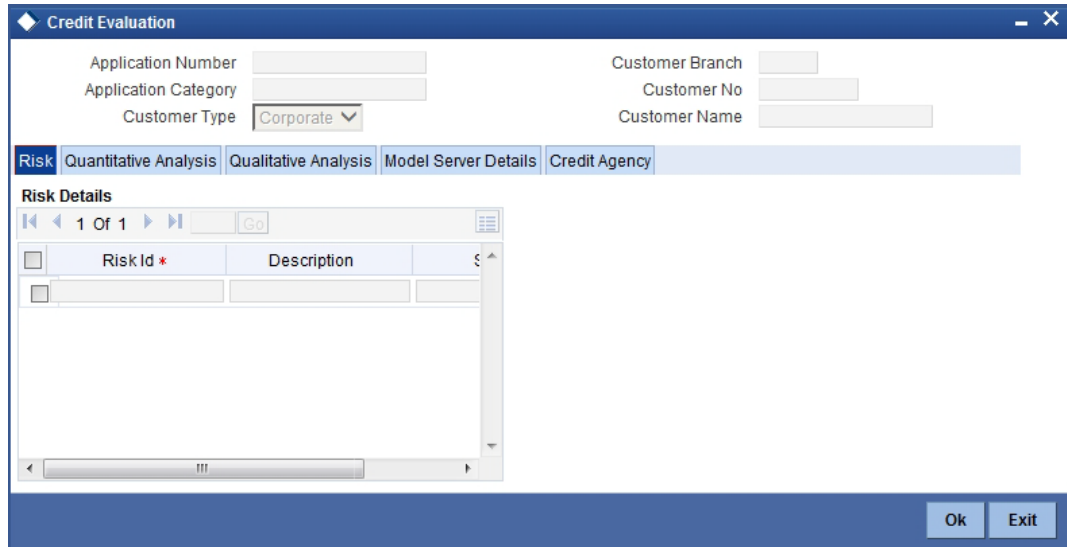 Credit Evaluation
Application Number
Customer Branch
Application Category
Customer No
Customer Type Corporate
Customer Name
Risk Quantitative Analysis Qualitative Analysis Model Server Details Credit Agency
Risk Details
1 Of 1 Go
Risk Id * Description
Ok Exit